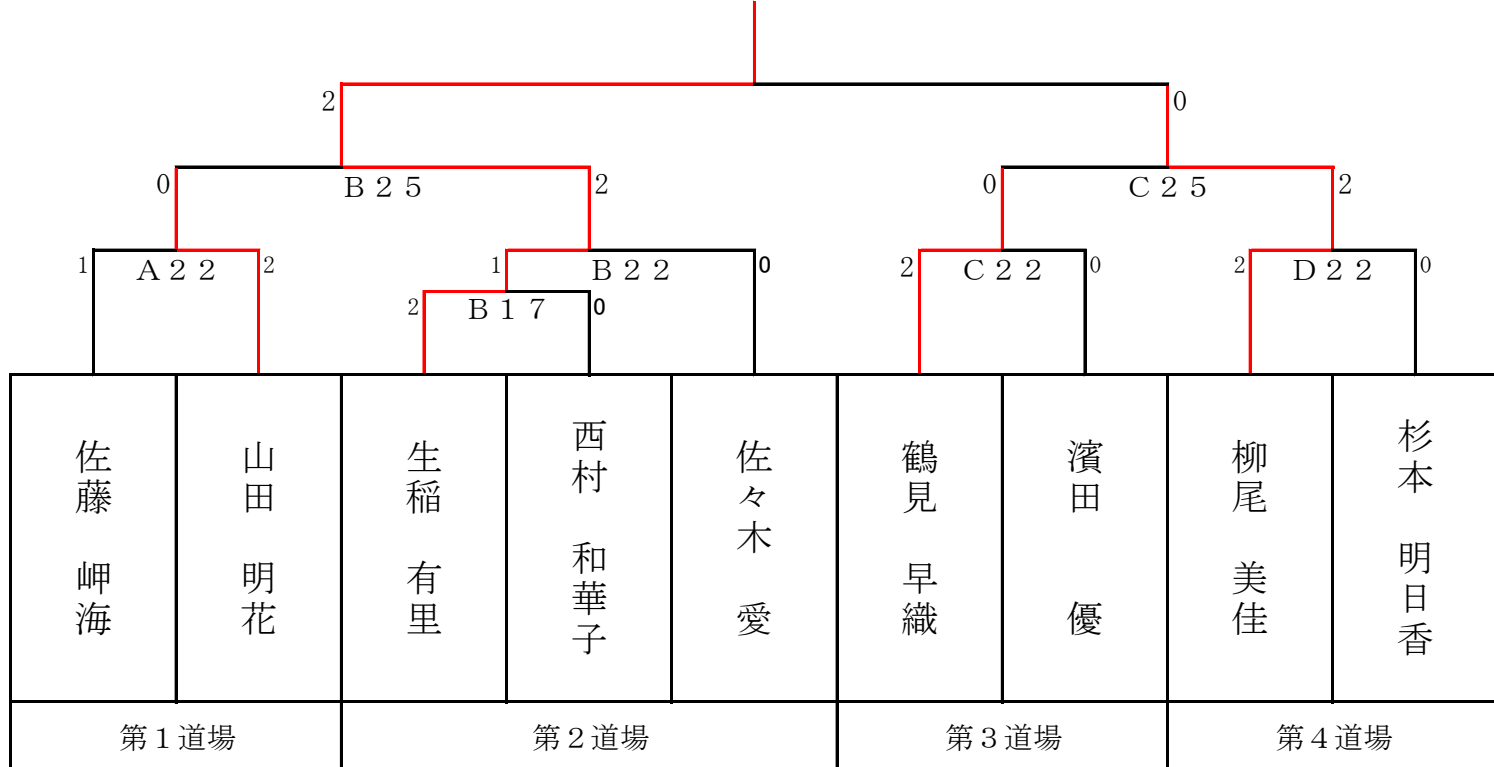 2 0
0 B25 2 0 C25 2
1 A22 2 1 B22 0 2 C22 0 2 D22 0
2 B17 0
佐藤 岬海
山田 明花
生稲 有里
西村 和華子
佐々木 愛
鶴見 早織
濱田 優
柳尾 美佳
杉本 明日香
第1道場 第2道場 第3道場 第4道場